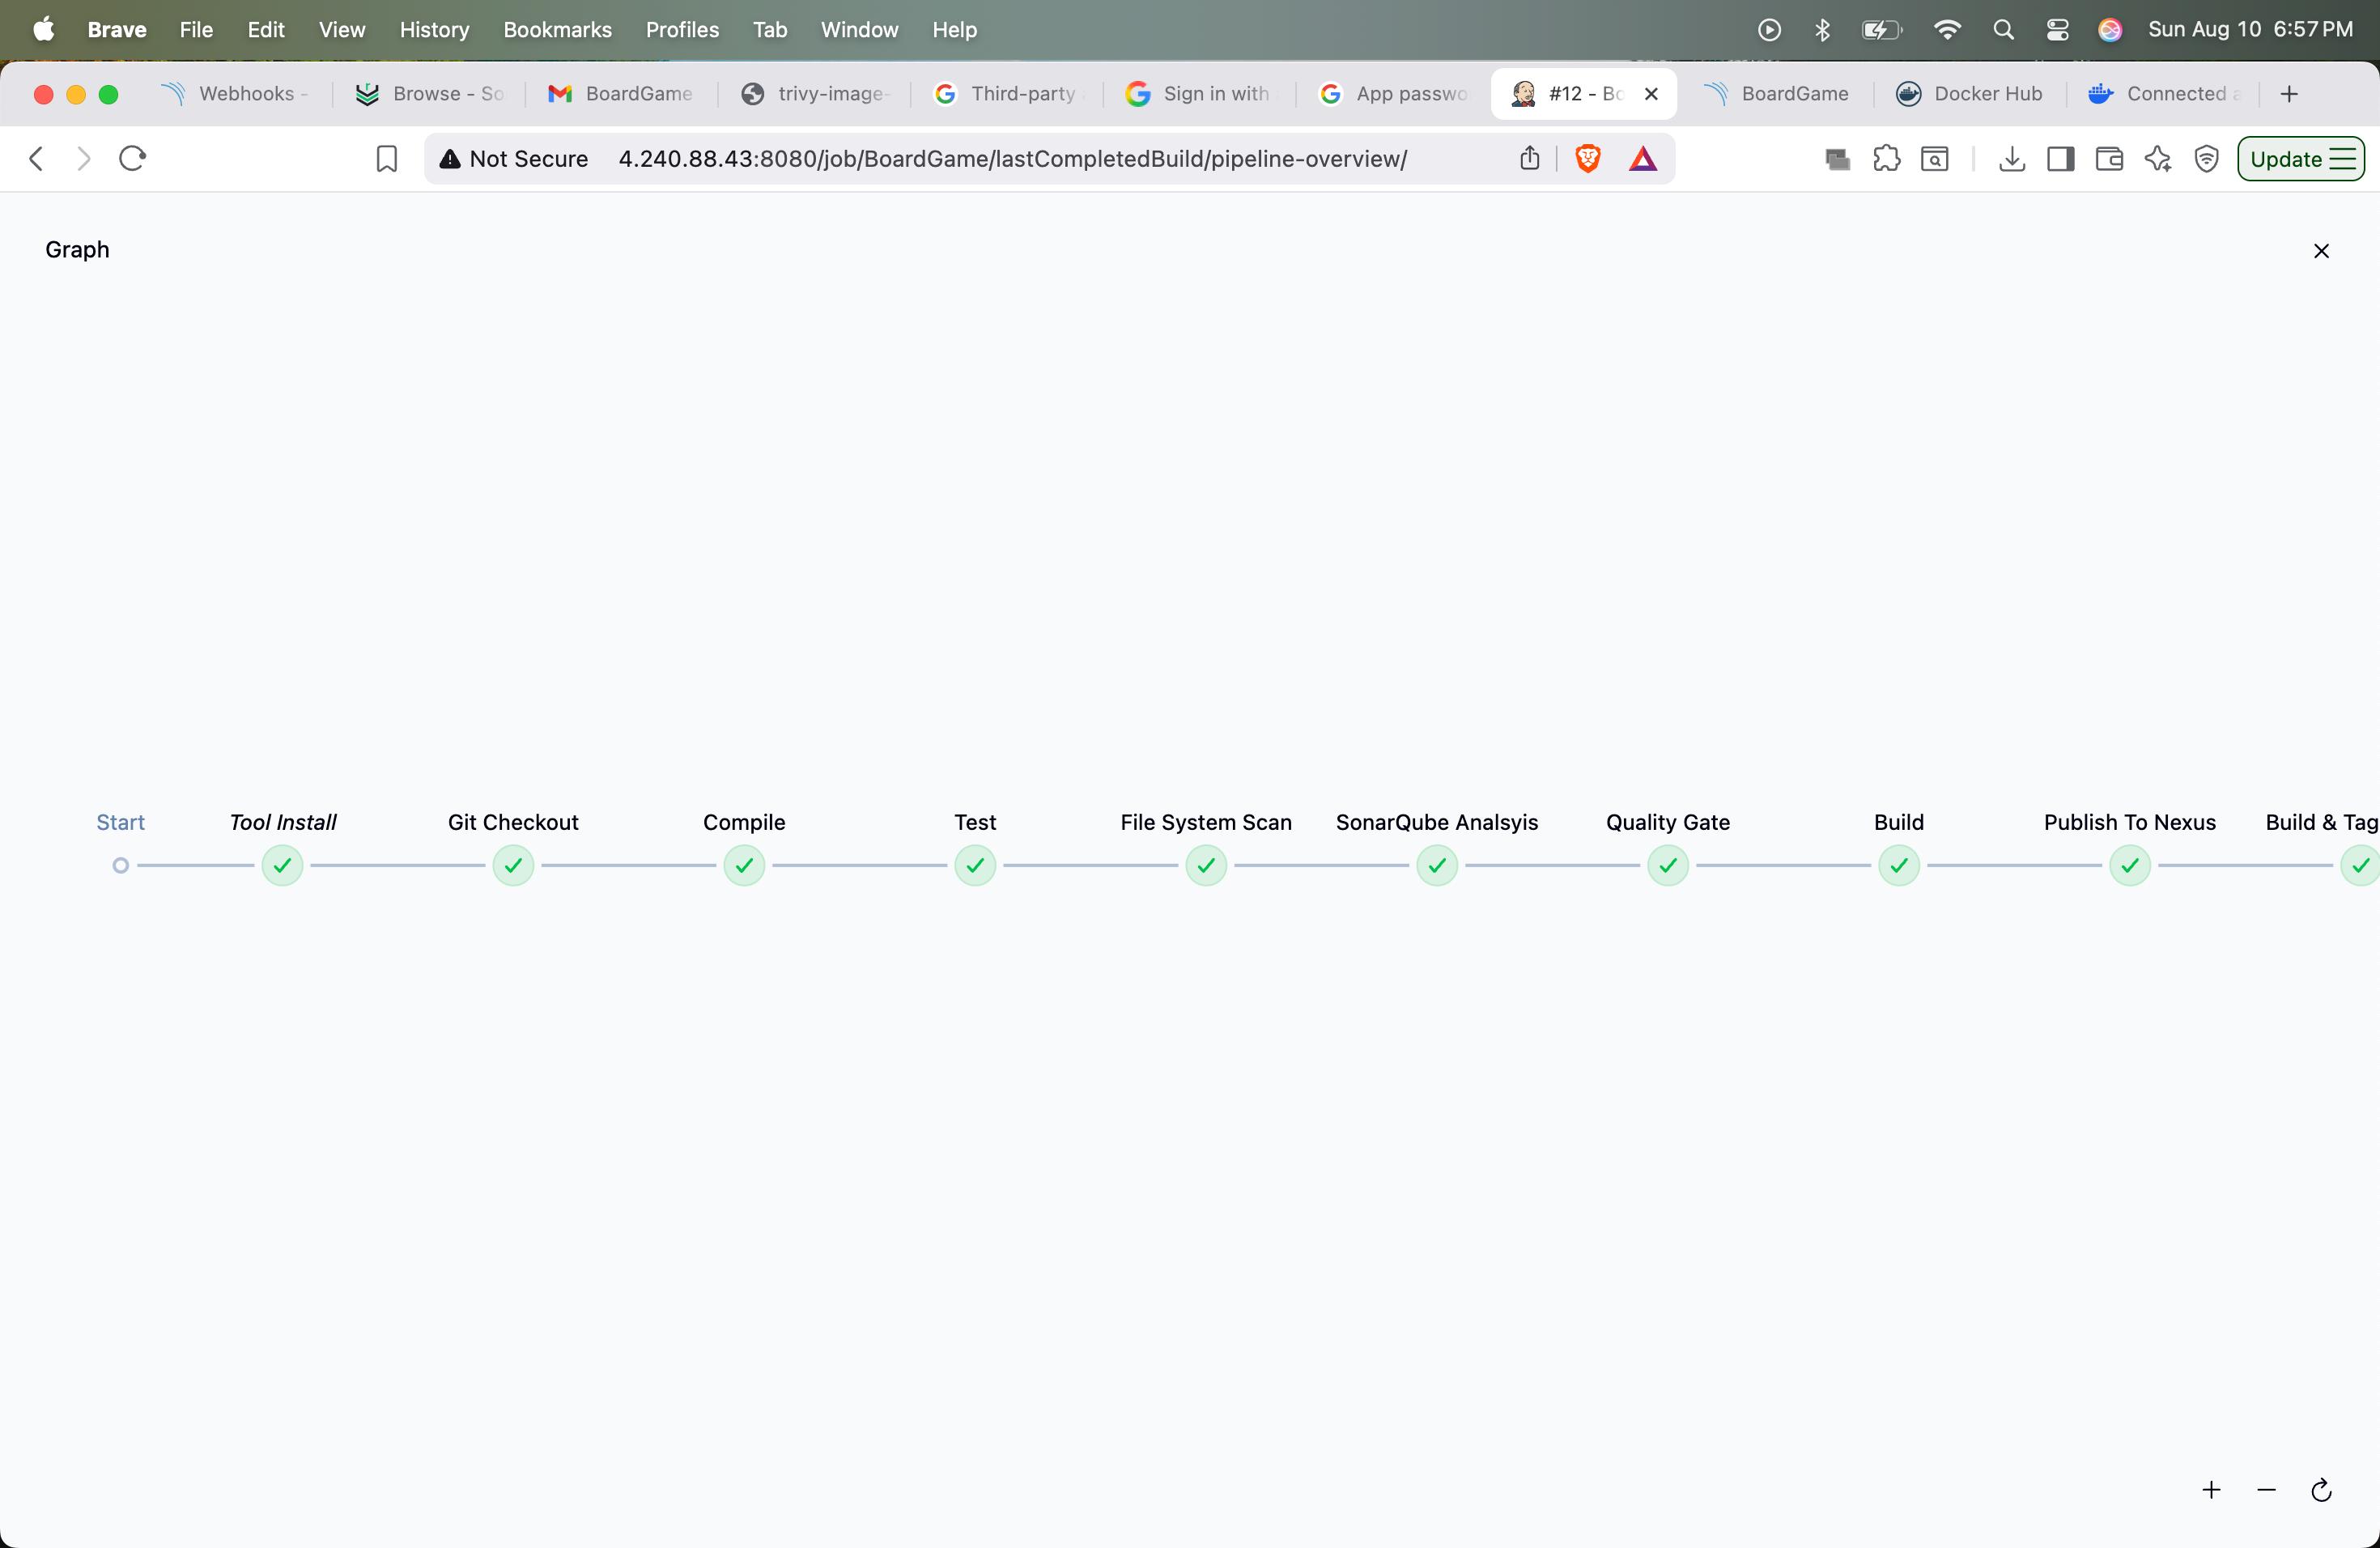 Brave File Edit View History Bookmarks Profiles Tab Window Help Sun Aug 10 6:57 PM
Webhooks - Browse - So BoardGame trivy-image- Third-party Sign in with App passwo #12 - Bo BoardGame Docker Hub Connected a
Not Secure 4.240.88.43:8080/job/BoardGame/lastCompletedBuild/pipeline-overview/ Update
Graph
Start Tool Install Git Checkout Compile Test File System Scan SonarQube Analsyis Quality Gate Build Publish To Nexus Build & Tag